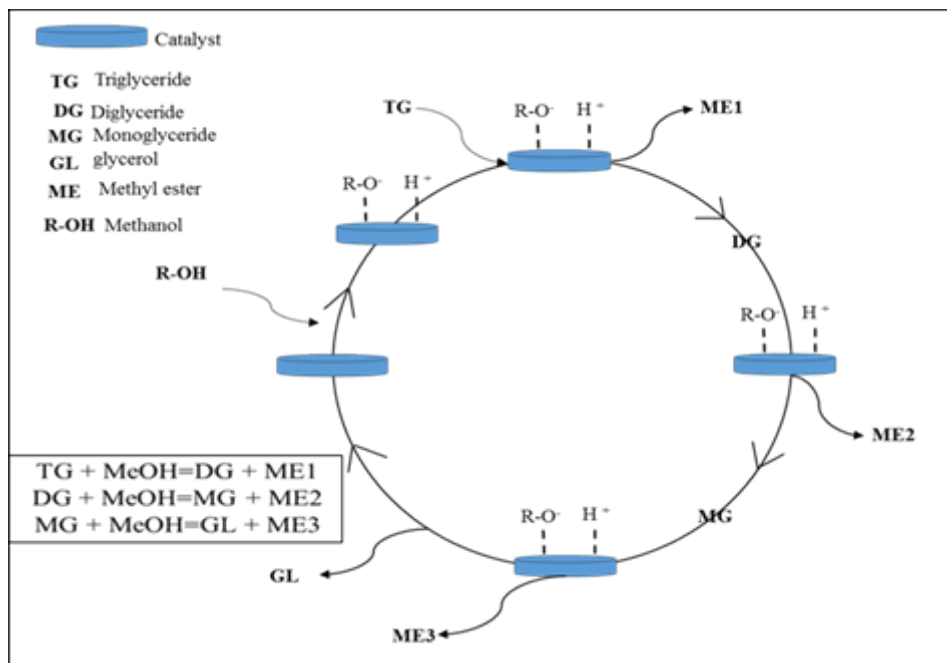 Catalyst
TG Triglyceride
DG Diglyceride
MG Monoglyceride
GL glycerol
ME Methyl ester
R-OH Methanol
TG
R-O- H +
ME1
R-O- H +
DG
R-OH
R-O- H +
ME2
TG + MeOH=DG + ME1
DG + MeOH=MG + ME2
MG + MeOH=GL + ME3
MG
R-O- H +
GL
ME3